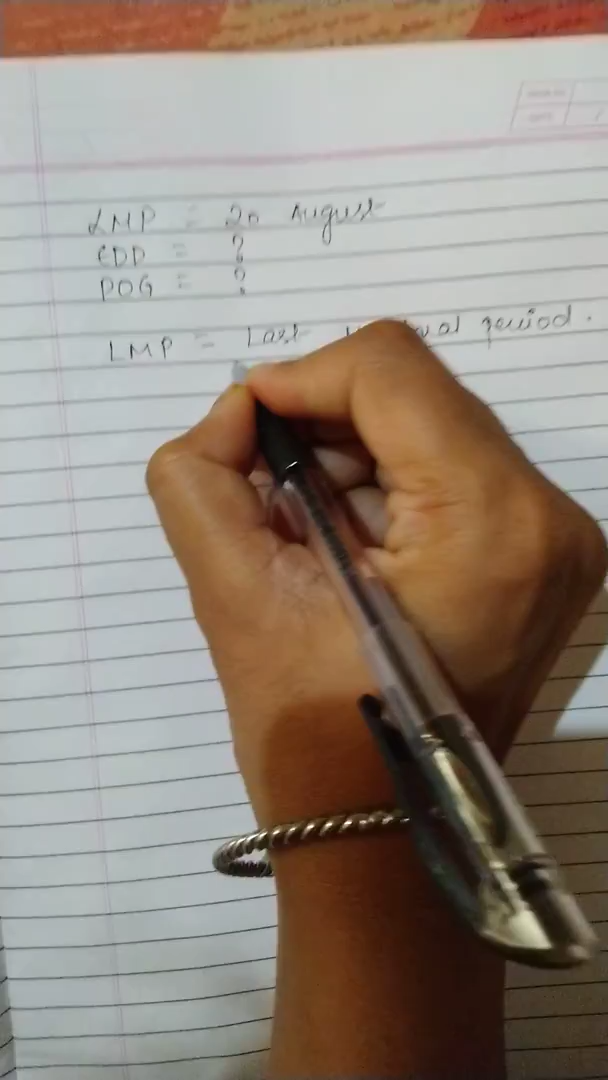 LMP = 20 August
EDD = ?
POG = ?
LMP = Last period.